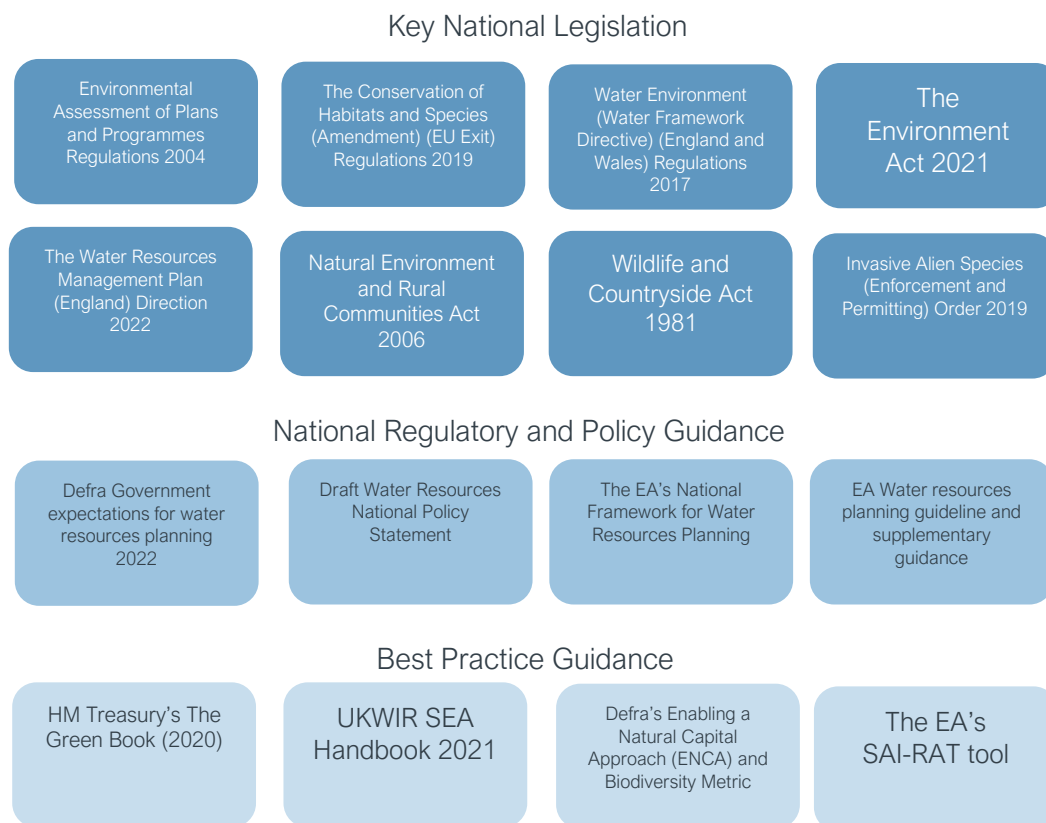 Key National Legislation
Environmental
Assessment of Plans
and Programmes
Regulations 2004
The Conservation of
Habitats and Species
(Amendment) (EU Exit)
Regulations 2019
Water Environment
(Water Framework
Directive) (England and
Wales) Regulations
2017
The
Environment
Act 2021
The Water Resources
Management Plan
(England) Direction
2022
Natural Environment
and Rural
Communities Act
2006
Wildlife and
Countryside Act
1981
Invasive Alien Species
(Enforcement and
Permitting) Order 2019
National Regulatory and Policy Guidance
Defra Government
expectations for water
resources planning
2022
Draft Water Resources
National Policy
Statement
The EA’s National
Framework for Water
Resources Planning
EA Water resources
planning guideline and
supplementary
guidance
Best Practice Guidance
HM Treasury’s The
Green Book (2020)
UKWIR SEA
Handbook 2021
Defra’s Enabling a
Natural Capital
Approach (ENCA) and
Biodiversity Metric
The EA’s
SAI-RAT tool